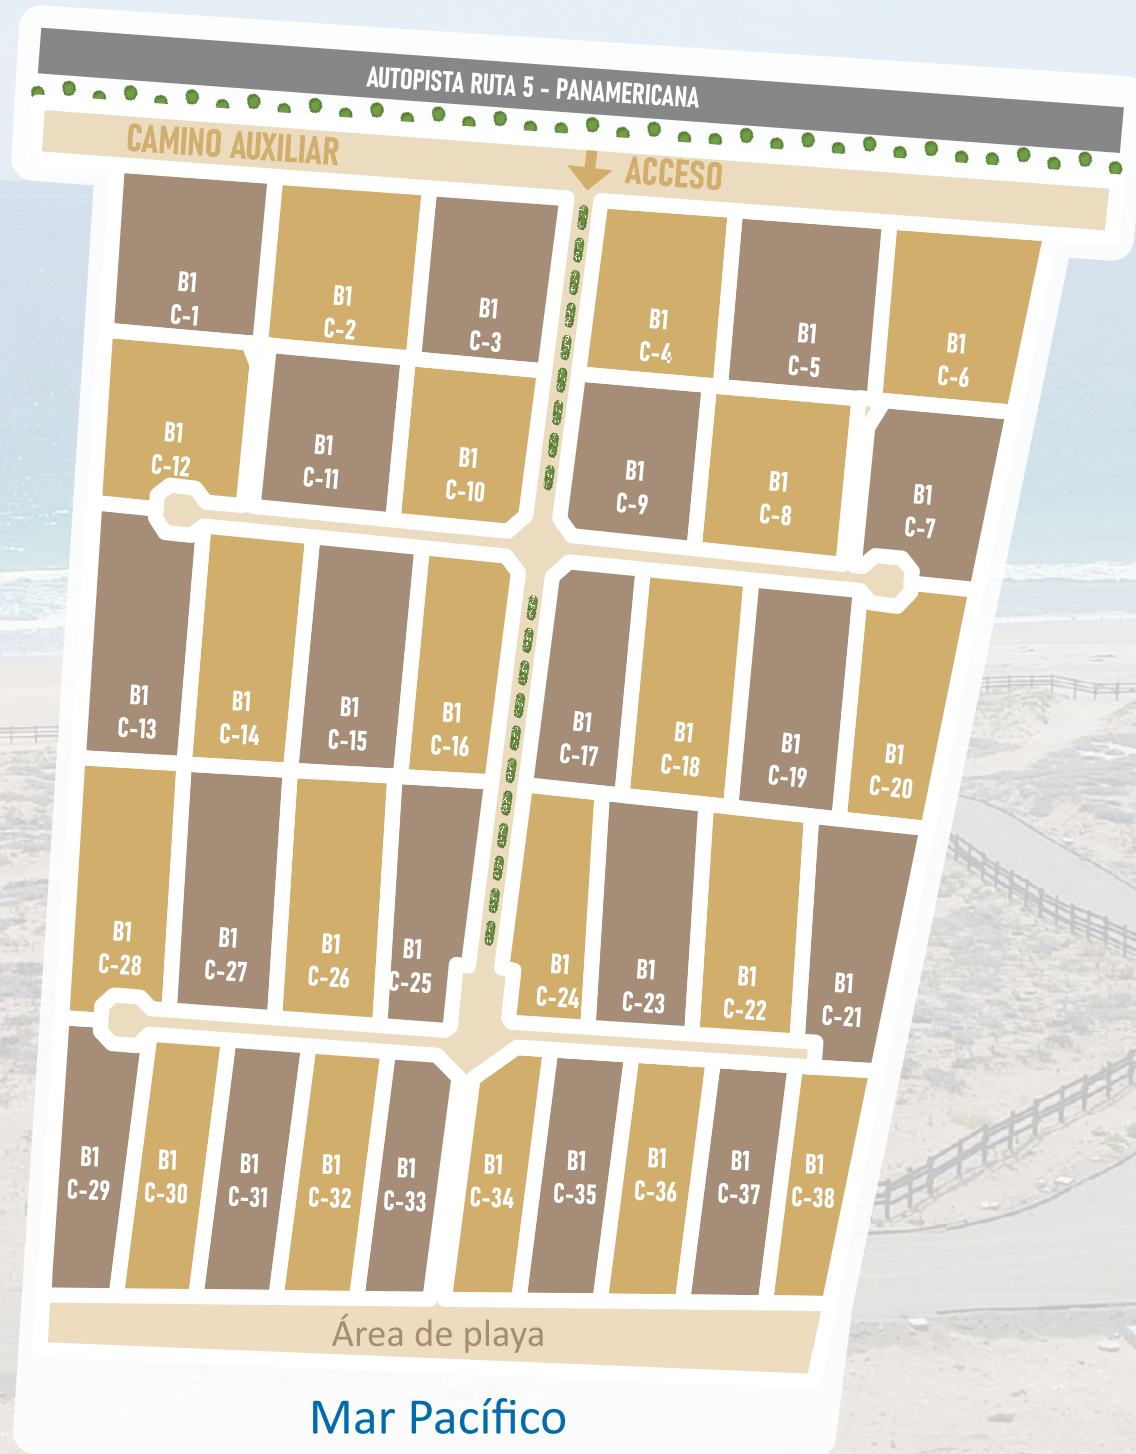 AUTOPISTA RUTA 5 - PANAMERICANA
CAMINO AUXILIAR
ACCESO
B1
C-1
B1
C-2
B1
C-3
B1
C-4
B1
C-5
B1
C-6
B1
C-12
B1
C-11
B1
C-10
B1
C-9
B1
C-8
B1
C-7
B1
C-13
B1
C-14
B1
C-15
B1
C-16
B1
C-17
B1
C-18
B1
C-19
B1
C-20
B1
C-28
B1
C-27
B1
C-26
B1
C-25
B1
C-24
B1
C-23
B1
C-22
B1
C-21
B1
C-29
B1
C-30
B1
C-31
B1
C-32
B1
C-33
B1
C-34
B1
C-35
B1
C-36
B1
C-37
B1
C-38
Área de playa
Mar Pacífico